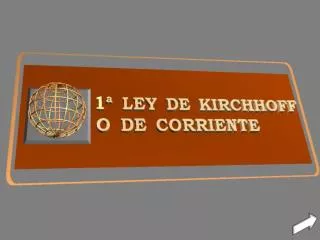 1ª LEY DE KIRCHHOFF
O DE CORRIENTE